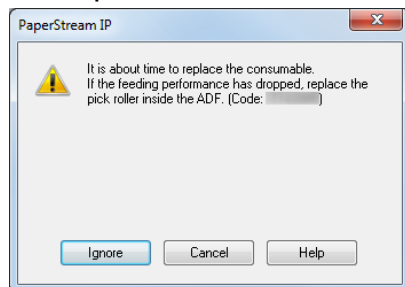 PaperStream IP
It is about time to replace the consumable.
If the feeding performance has dropped, replace the
pick roller inside the ADF. (Code: )
Ignore
Cancel
Help